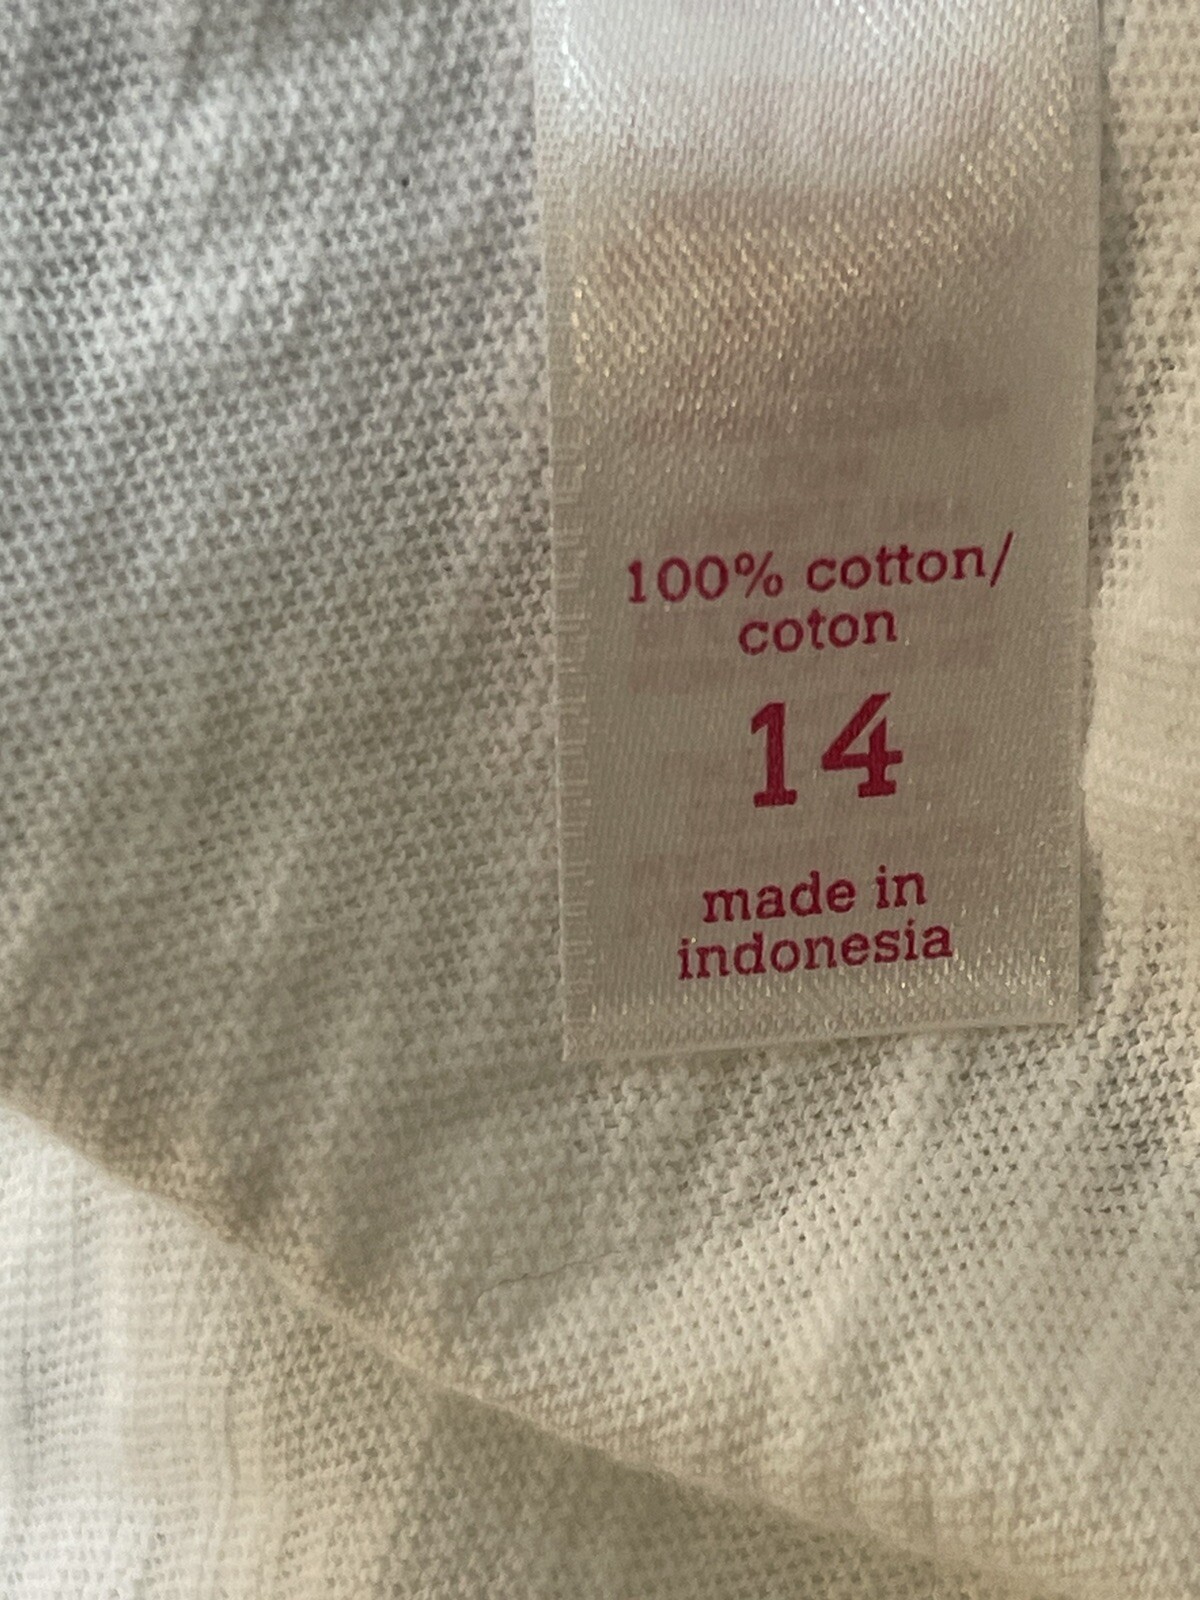 100% cotton/
coton
14
made in
indonesia